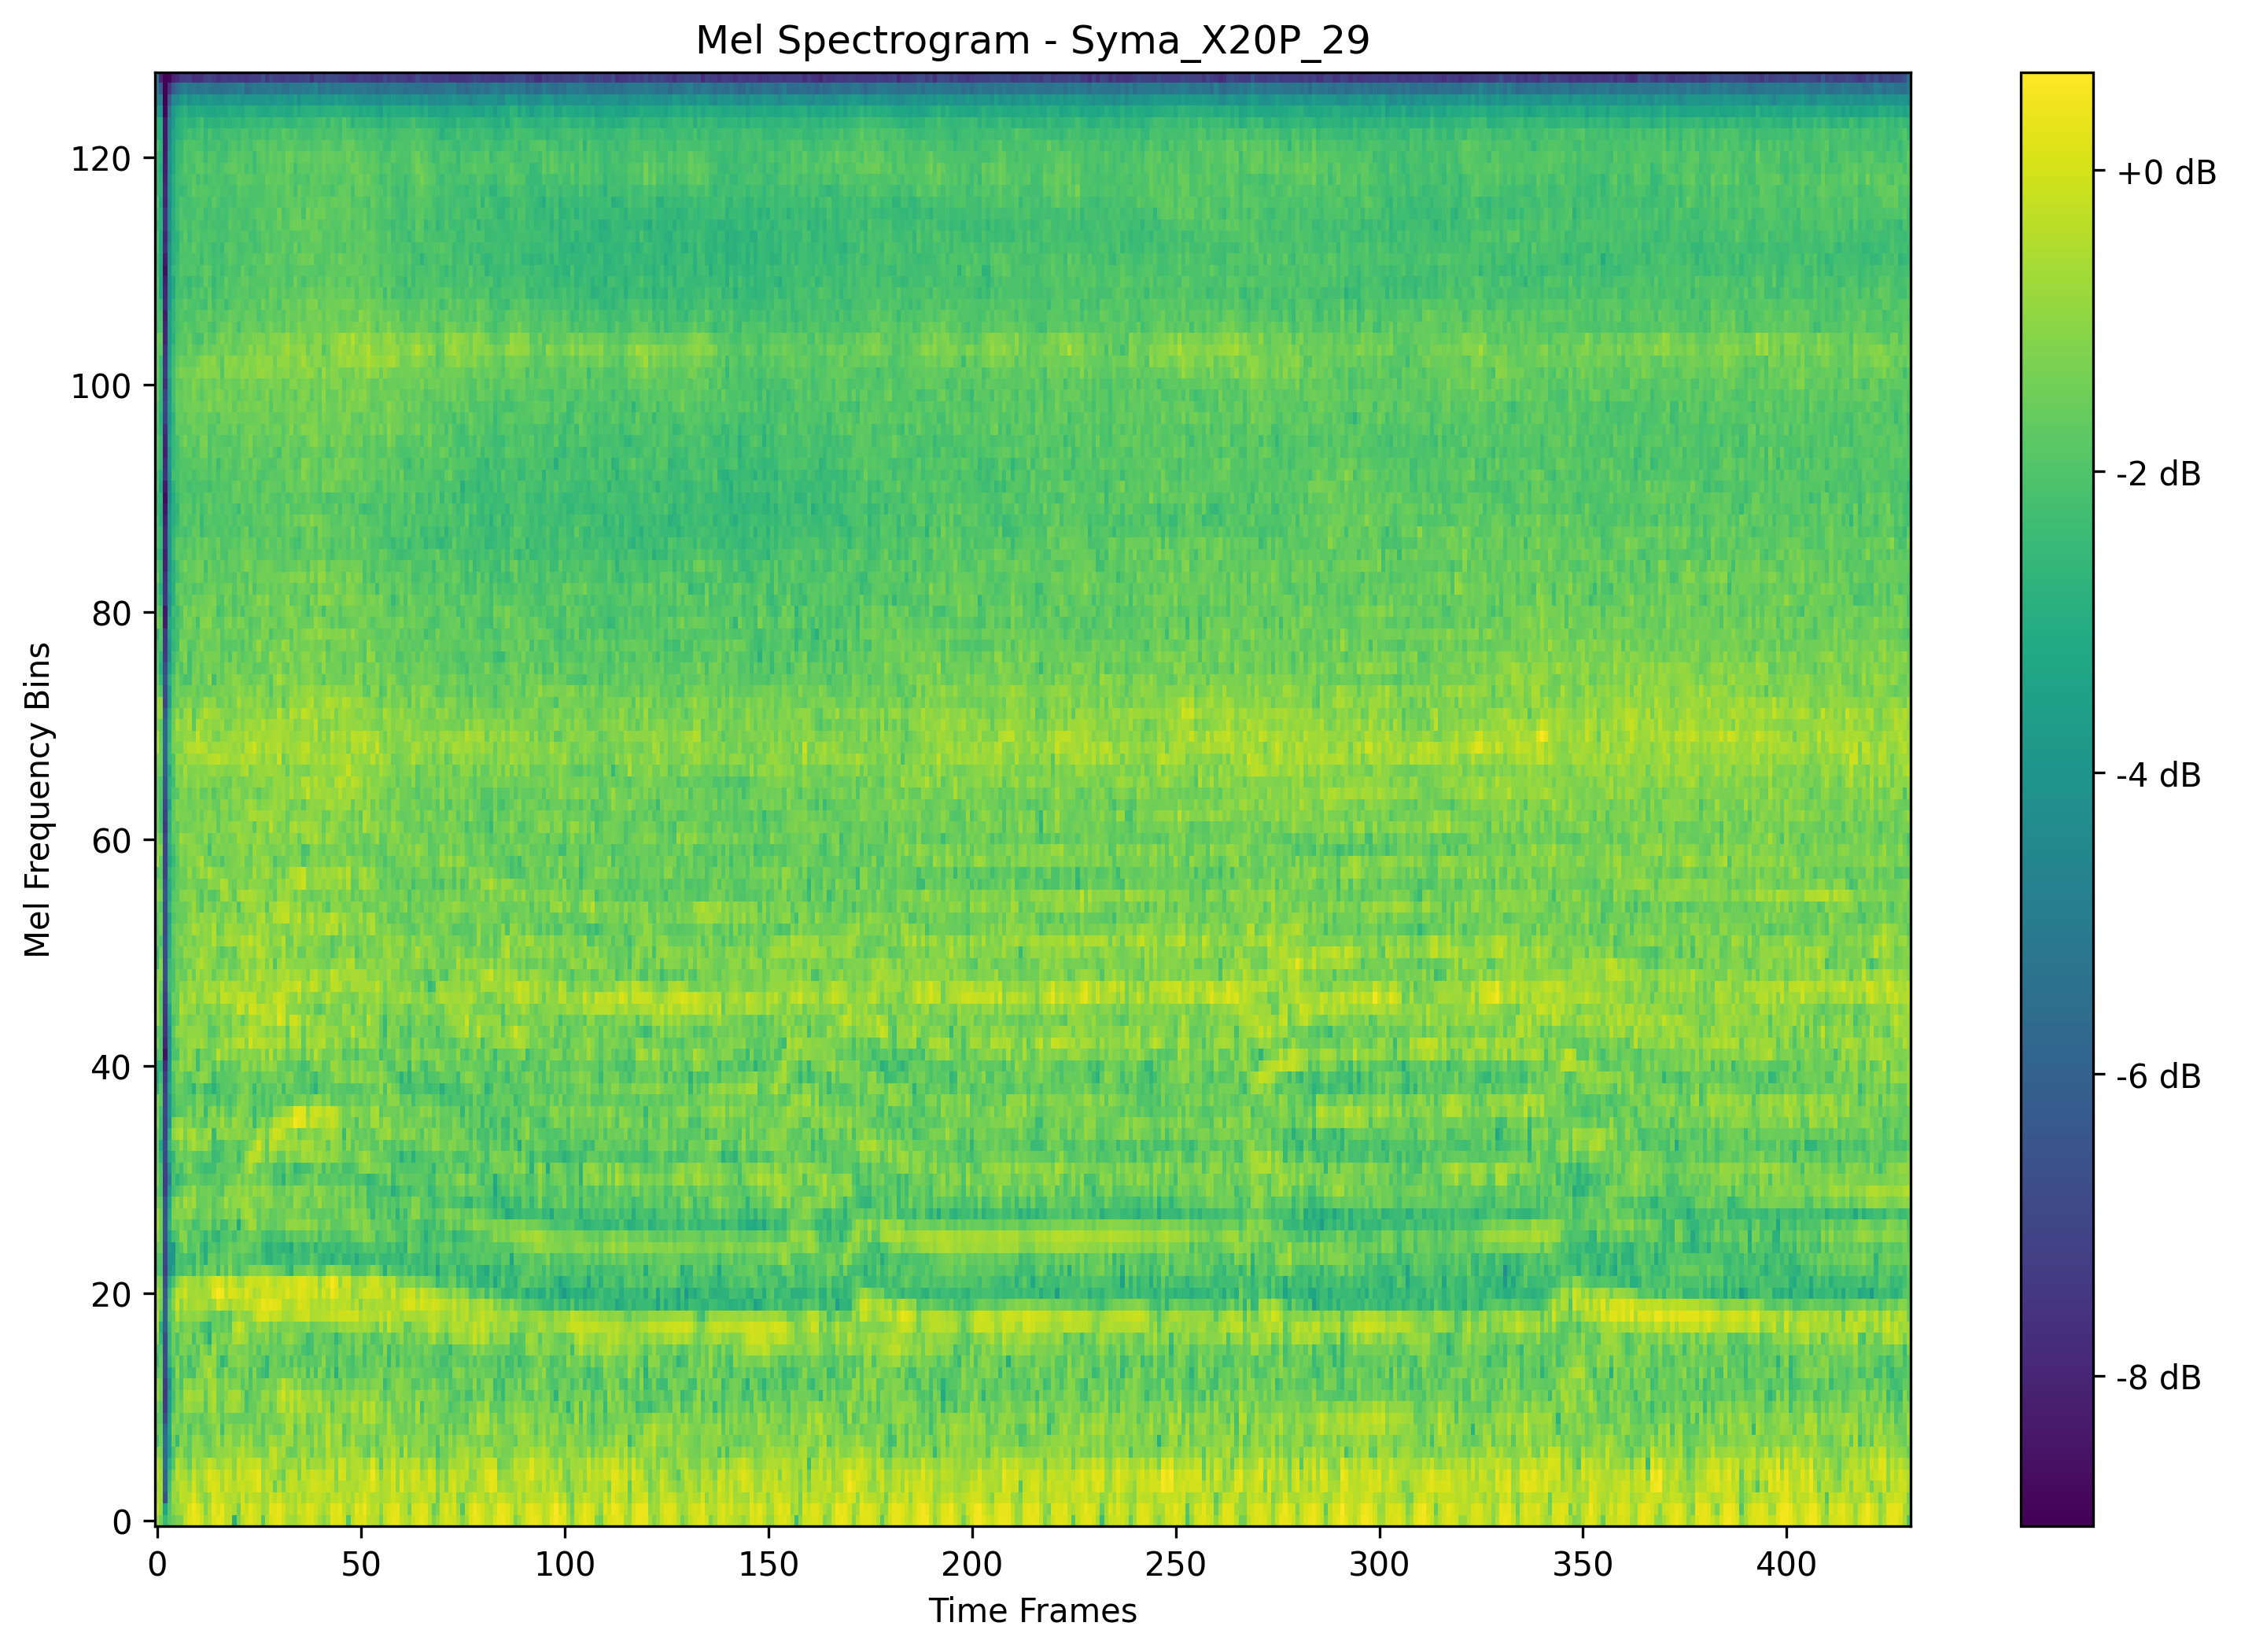 Mel Spectrogram - Syma_X20P_29
Mel Frequency Bins
120
100
80
60
40
20
0
0 50 100 150 200 250 300 350 400
Time Frames
+0 dB
-2 dB
-4 dB
-6 dB
-8 dB